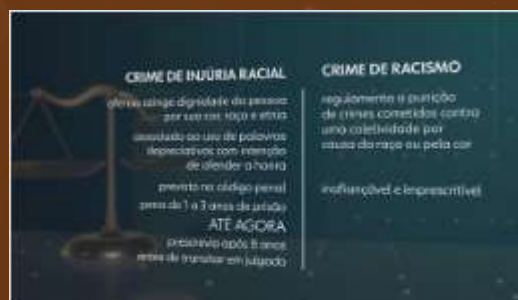 CRIME DE INJÚRIA RACIAL
ofensa atinge dignidade da pessoa
por sua cor, raça e etnia
associado ao uso de palavras
depreciativas com intenção
de ofender a honra
previsto no código penal
pena de 1 a 3 anos de prisão
ATÉ AGORA
prescrevia após 8 anos
antes de transitar em julgado
CRIME DE RACISMO
regulamenta a punição
de crimes cometidos contra
uma coletividade por
causa da raça ou pela cor
inafiançável e imprescritível